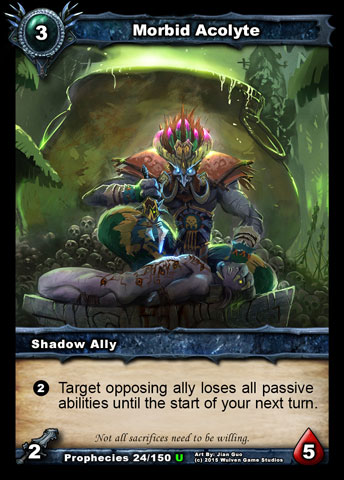 3
Morbid Acolyte
Shadow Ally
2 Target opposing ally loses all passive
abilities until the start of your next turn.
Not all sacrifices need to be willing.
2
Prophecies 24/150 U
Art By: Jian Guo
(c) 2015 Wulven Game Studios
5